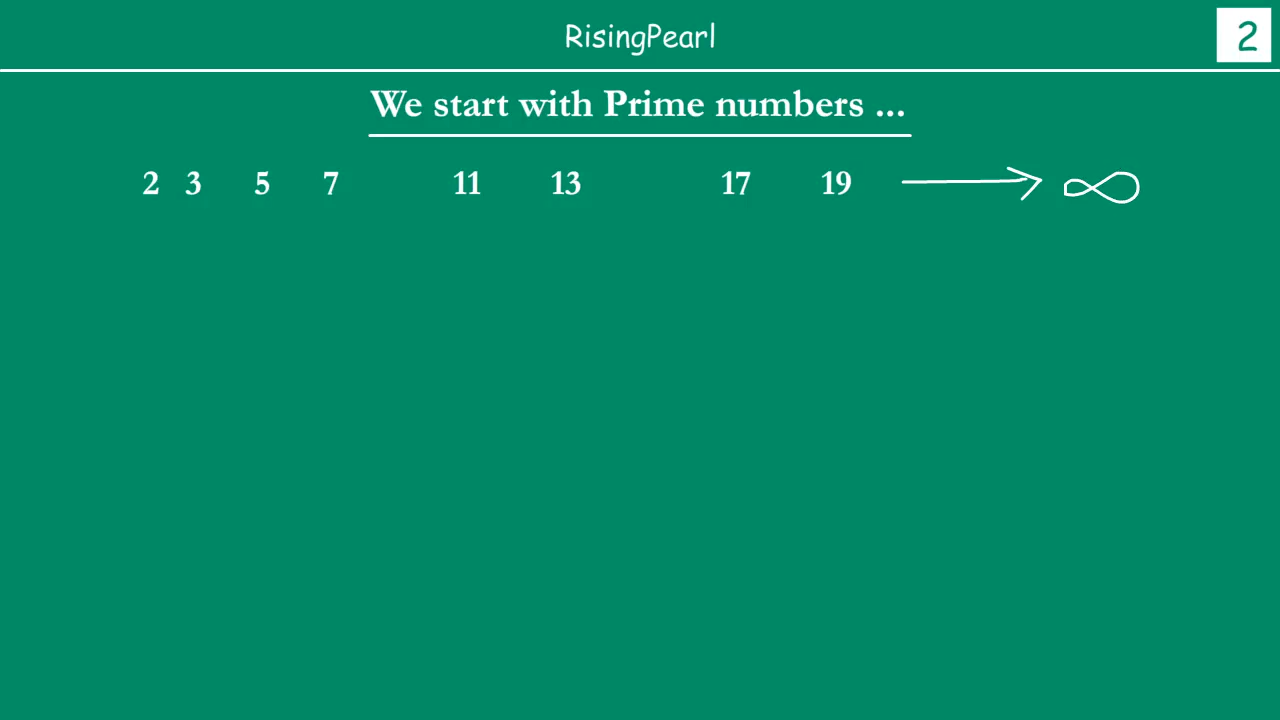 RisingPearl
2
We start with Prime numbers ...
2 3 5 7 11 13 17 19 ⟶ ∞